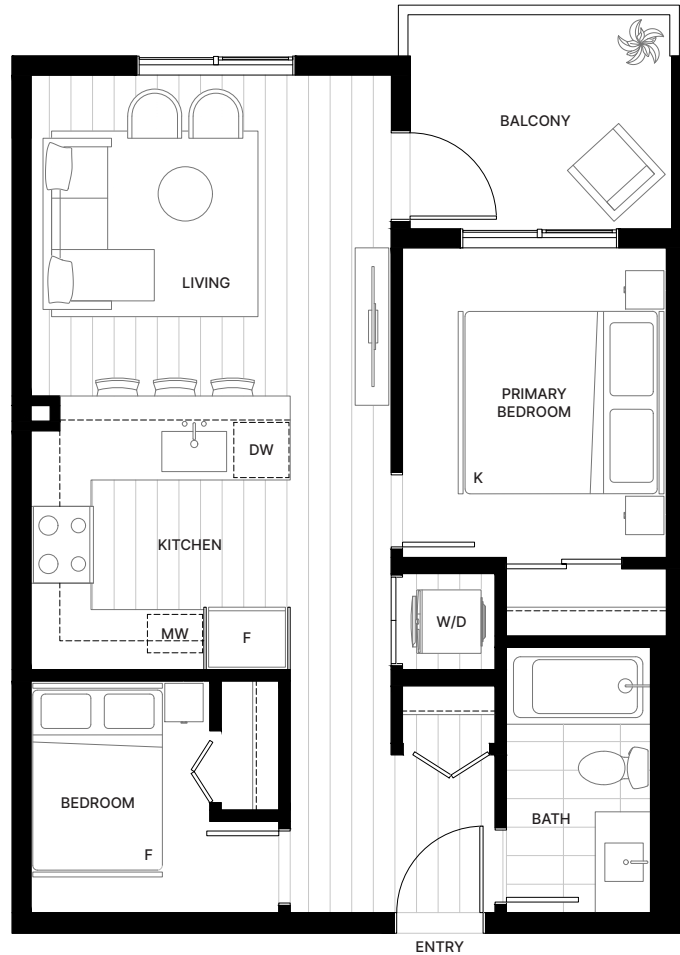 BALCONY
LIVING
PRIMARY
BEDROOM
K
DW
KITCHEN
MW
F
W/D
BEDROOM
F
BATH
ENTRY